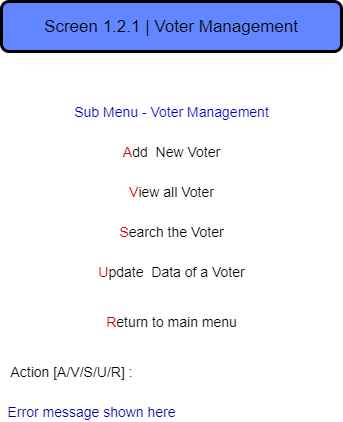 Screen 1.2.1 | Voter Management
Sub Menu - Voter Management
Add  New Voter
View all Voter
Search the Voter
Update  Data of a Voter
Return to main menu
Action [A/V/S/U/R] :
Error message shown here